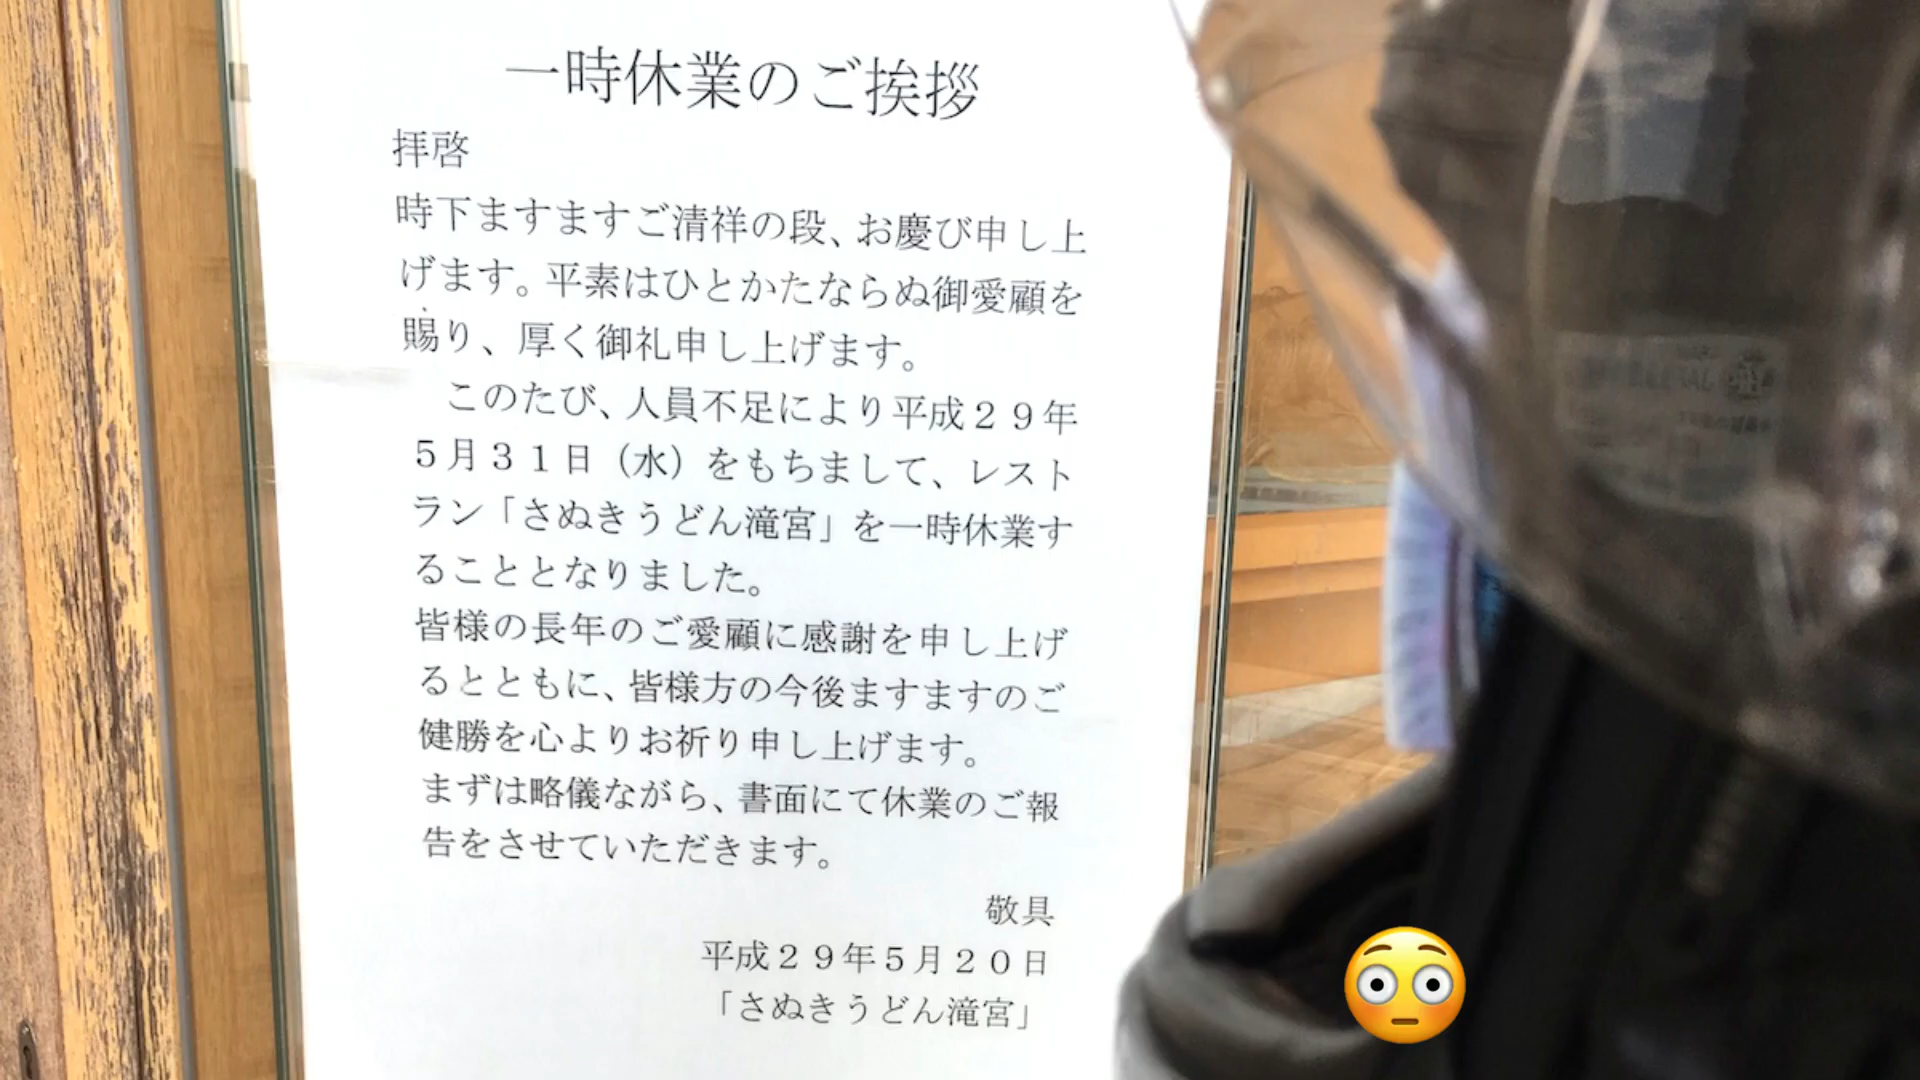 一時休業のご挨拶
拝啓
時下ますますご清祥の段、お慶び申し上
げます。平素はひとかたならぬ御愛顧を
賜り、厚く御礼申し上げます。
このたび、人員不足により平成２９年
５月３１日（水）をもちまして、レスト
ラン「さぬきうどん滝宮」を一時休業す
ることとなりました。
皆様の長年のご愛顧に感謝を申し上げ
るとともに、皆様方の今後ますますのご
健勝を心よりお祈り申し上げます。
まずは略儀ながら、書面にて休業のご報
告をさせていただきます。
敬具
平成２９年５月２０日
「さぬきうどん滝宮」